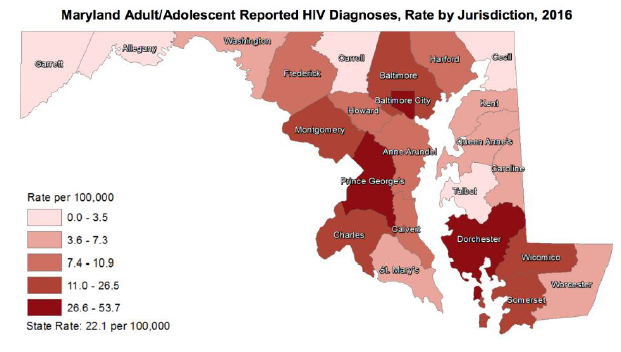 Maryland Adult/Adolescent Reported HIV Diagnoses, Rate by Jurisdiction, 2016
Garrett
Allegany
Washington
Frederick
Carroll
Baltimore
Harford
Cecil
Baltimore City
Howard
Kent
Montgomery
Anne Arundel
Queen Anne's
Caroline
Prince George's
Talbot
Charles
Calvert
Dorchester
St. Mary's
Wicomico
Worcester
Somerset
Rate per 100,000
0.0 - 3.5
3.6 - 7.3
7.4 - 10.9
11.0 - 26.5
26.6 - 53.7
State Rate: 22.1 per 100,000